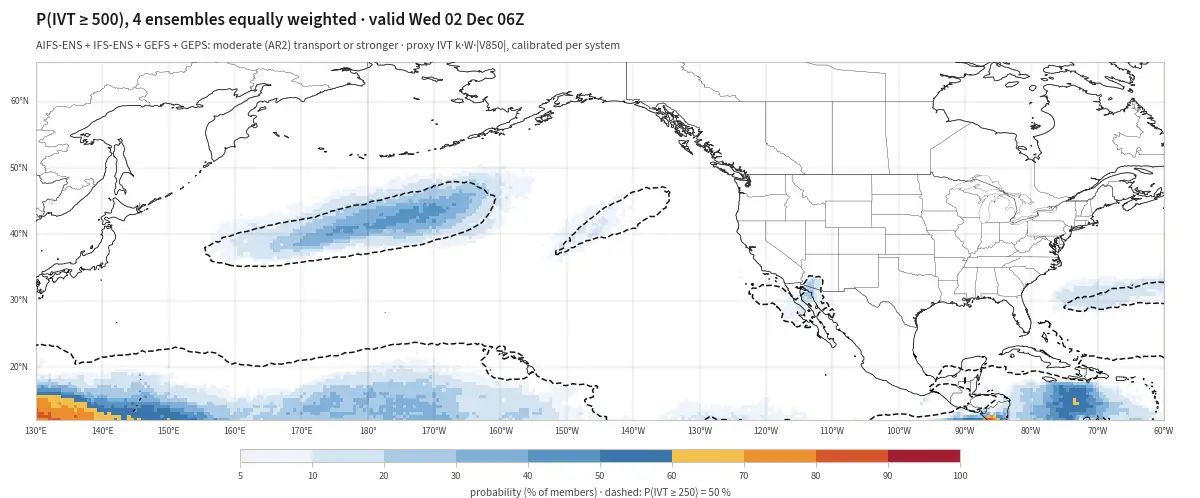 P(IVT ≥ 500), 4 ensembles equally weighted · valid Wed 02 Dec 06Z
AIFS-ENS + IFS-ENS + GEFS + GEPS: moderate (AR2) transport or stronger · proxy IVT k·W·|V850|, calibrated per system
60°N
50°N
40°N
30°N
20°N
130°E 140°E 150°E 160°E 170°E 180° 170°W 160°W 150°W 140°W 130°W 120°W 110°W 100°W 90°W 80°W 70°W 60°W
5 10 20 30 40 50 60 70 80 90 100
probability (% of members) · dashed: P(IVT ≥ 250) = 50 %